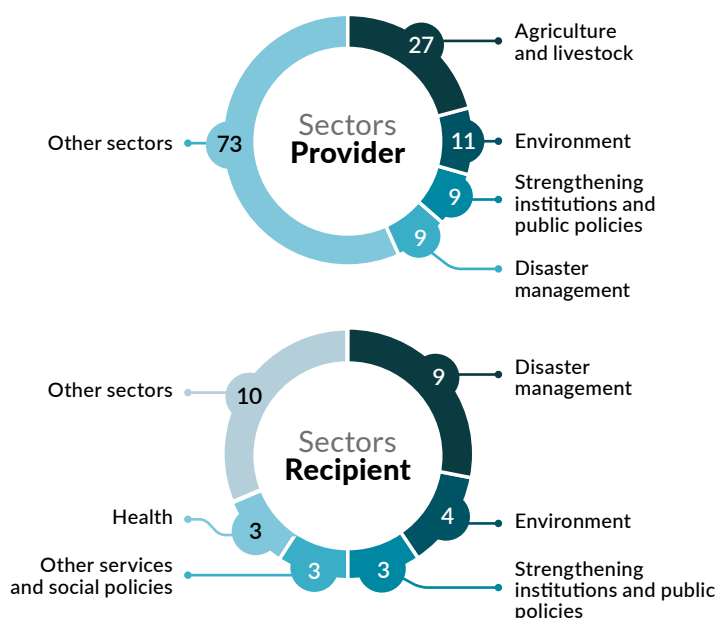 Agriculture
and livestock
27
Sectors
Provider
Other sectors
73
11
Environment
9
Strengthening
institutions and
public policies
9
Disaster
management
Disaster
management
9
Other sectors
10
Sectors
Recipient
Health
3
4
Environment
Other services
and social policies
3
3
Strengthening
institutions and public
policies